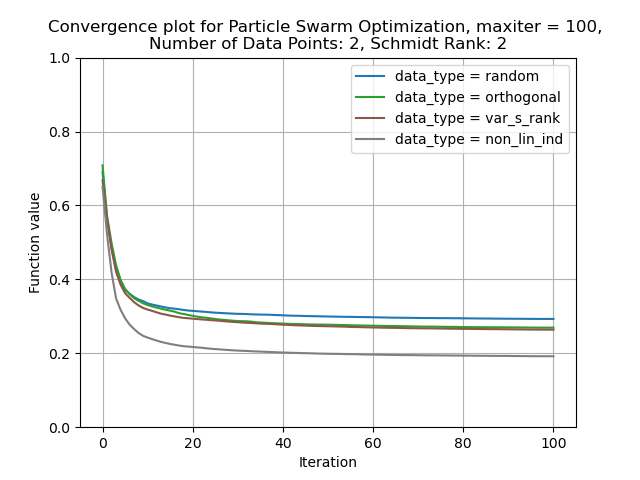 Convergence plot for Particle Swarm Optimization, maxiter = 100,
Number of Data Points: 2, Schmidt Rank: 2
data_type = random
data_type = orthogonal
data_type = var_s_rank
data_type = non_lin_ind
Function value
1.0
0.8
0.6
0.4
0.2
0.0
0 20 40 60 80 100
Iteration